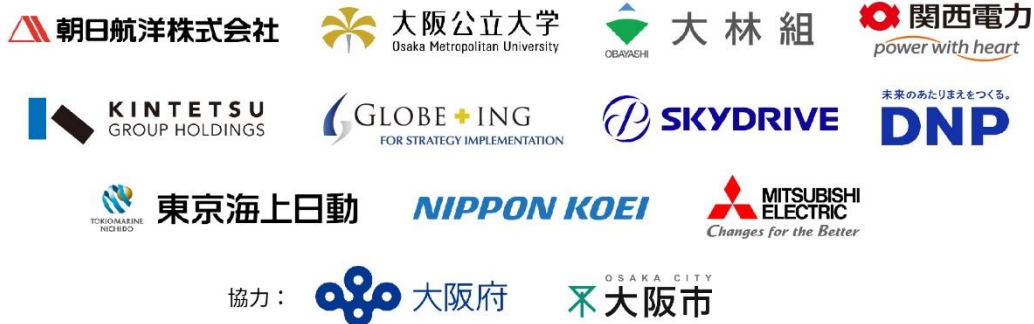 朝日航洋株式会社
大阪公立大学
Osaka Metropolitan University
OBAYASHI
大林組
関西電力
power with heart
KINTETSU
GROUP HOLDINGS
GLOBE+ING
FOR STRATEGY IMPLEMENTATION
SKYDRIVE
未来のあたりまえをつくる。
DNP
TOKIO MARINE
NICHIDO
東京海上日動
NIPPON KOEI
MITSUBISHI
ELECTRIC
Changes for the Better
協力：
大阪府
OSAKA CITY
大阪市